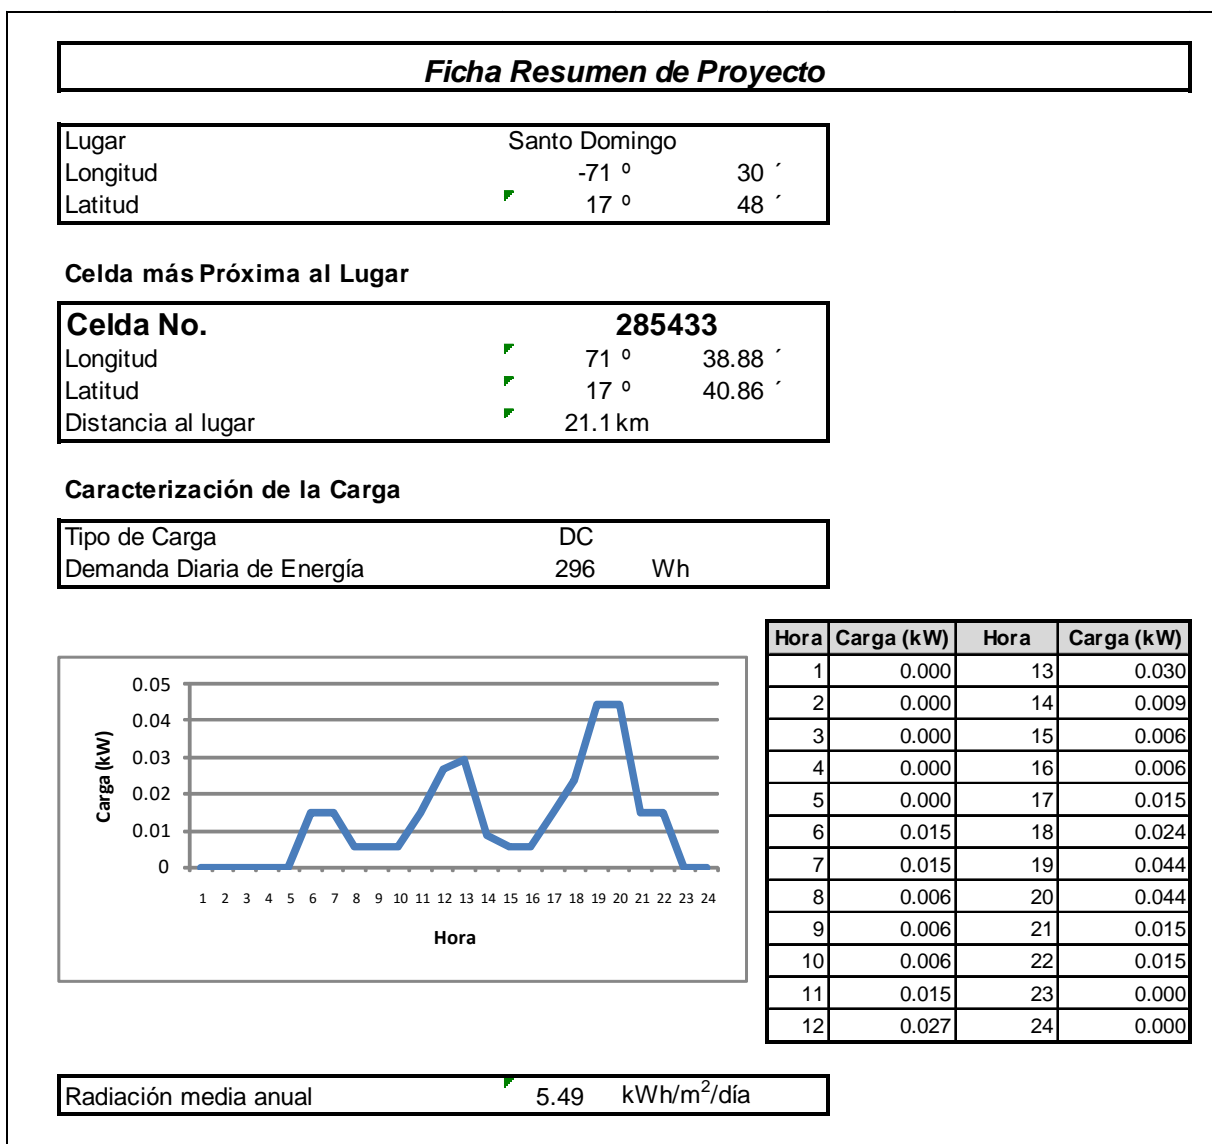 Ficha Resumen de Proyecto
Lugar Santo Domingo
Longitud -71 º 30 ´
Latitud 17 º 48 ´
Celda más Próxima al Lugar
Celda No. 285433
Longitud 71 º 38.88 ´
Latitud 17 º 40.86 ´
Distancia al lugar 21.1 km
Caracterización de la Carga
Tipo de Carga DC
Demanda Diaria de Energía 296 Wh
0.05
0.04
0.03
0.02
0.01
0
Carga (kW)
1 2 3 4 5 6 7 8 9 10 11 12 13 14 15 16 17 18 19 20 21 22 23 24
Hora
Hora Carga (kW) Hora Carga (kW)
1 0.000 13 0.030
2 0.000 14 0.009
3 0.000 15 0.006
4 0.000 16 0.006
5 0.000 17 0.015
6 0.015 18 0.024
7 0.015 19 0.044
8 0.006 20 0.044
9 0.006 21 0.015
10 0.006 22 0.015
11 0.015 23 0.000
12 0.027 24 0.000
Radiación media anual 5.49 kWh/m²/día